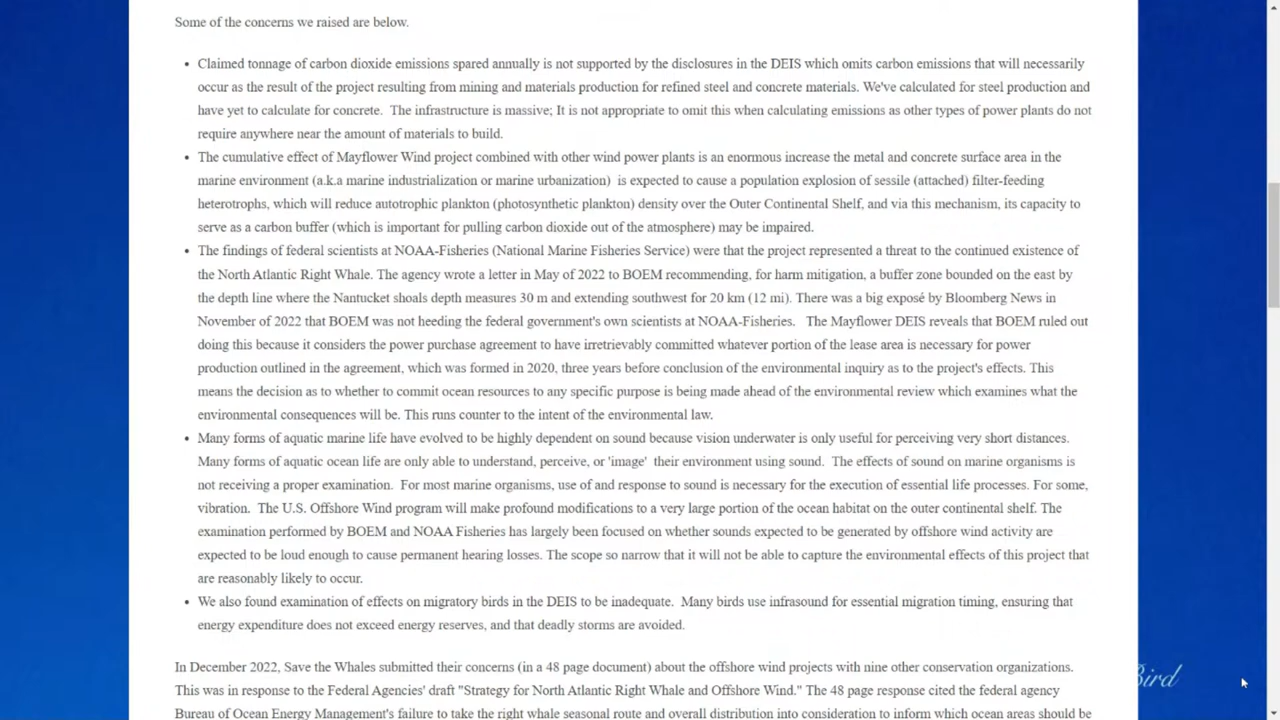 Some of the concerns we raised are below.
• Claimed tonnage of carbon dioxide emissions spared annually is not supported by the disclosures in the DEIS which omits carbon emissions that will necessarily
occur as the result of the project resulting from mining and materials production for refined steel and concrete materials. We've calculated for steel production and
have yet to calculate for concrete.  The infrastructure is massive; It is not appropriate to omit this when calculating emissions as other types of power plants do not
require anywhere near the amount of materials to build.
• The cumulative effect of Mayflower Wind project combined with other wind power plants is an enormous increase the metal and concrete surface area in the
marine environment (a.k.a marine industrialization or marine urbanization)  is expected to cause a population explosion of sessile (attached) filter-feeding
heterotrophs, which will reduce autotrophic plankton (photosynthetic plankton) density over the Outer Continental Shelf, and via this mechanism, its capacity to
serve as a carbon buffer (which is important for pulling carbon dioxide out of the atmosphere) may be impaired.
• The findings of federal scientists at NOAA-Fisheries (National Marine Fisheries Service) were that the project represented a threat to the continued existence of
the North Atlantic Right Whale. The agency wrote a letter in May of 2022 to BOEM recommending, for harm mitigation, a buffer zone bounded on the east by
the depth line where the Nantucket shoals depth measures 30 m and extending southwest for 20 km (12 mi). There was a big exposé by Bloomberg News in
November of 2022 that BOEM was not heeding the federal government's own scientists at NOAA-Fisheries.   The Mayflower DEIS reveals that BOEM ruled out
doing this because it considers the power purchase agreement to have irretrievably committed whatever portion of the lease area is necessary for power
production outlined in the agreement, which was formed in 2020, three years before conclusion of the environmental inquiry as to the project's effects. This
means the decision as to whether to commit ocean resources to any specific purpose is being made ahead of the environmental review which examines what the
environmental consequences will be. This runs counter to the intent of the environmental law.
• Many forms of aquatic marine life have evolved to be highly dependent on sound because vision underwater is only useful for perceiving very short distances.
Many forms of aquatic ocean life are only able to understand, perceive, or 'image'  their environment using sound.  The effects of sound on marine organisms is
not receiving a proper examination.  For most marine organisms, use of and response to sound is necessary for the execution of essential life processes. For some,
vibration.  The U.S. Offshore Wind program will make profound modifications to a very large portion of the ocean habitat on the outer continental shelf. The
examination performed by BOEM and NOAA Fisheries has largely been focused on whether sounds expected to be generated by offshore wind activity are
expected to be loud enough to cause permanent hearing losses. The scope so narrow that it will not be able to capture the environmental effects of this project that
are reasonably likely to occur.
• We also found examination of effects on migratory birds in the DEIS to be inadequate.  Many birds use infrasound for essential migration timing, ensuring that
energy expenditure does not exceed energy reserves, and that deadly storms are avoided.
In December 2022, Save the Whales submitted their concerns (in a 48 page document) about the offshore wind projects with nine other conservation organizations.
This was in response to the Federal Agencies' draft "Strategy for North Atlantic Right Whale and Offshore Wind." The 48 page response cited the federal agency
Bureau of Ocean Energy Management's failure to take the right whale seasonal route and overall distribution into consideration to inform which ocean areas should be
Bird